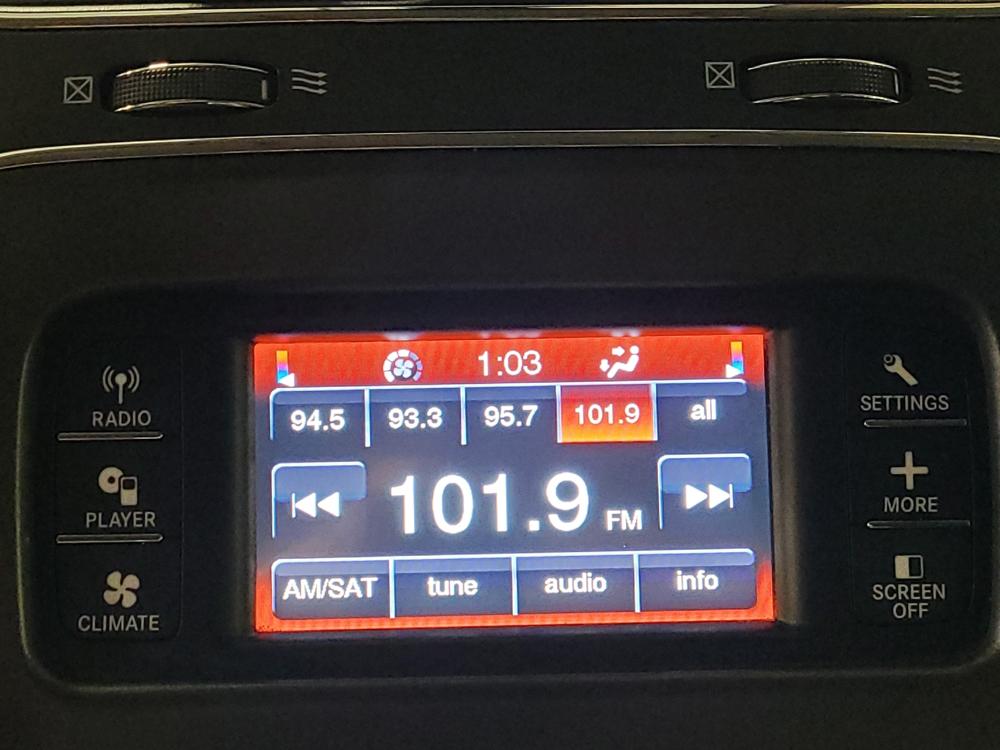 1:03
94.5 93.3 95.7 101.9 all
101.9 FM
AM/SAT tune audio info
RADIO
PLAYER
CLIMATE
SETTINGS
MORE
SCREEN
OFF